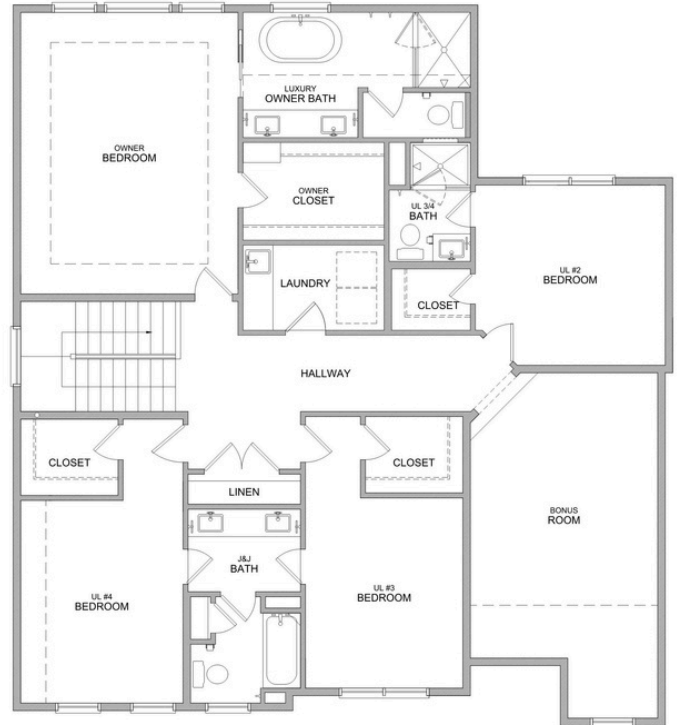 LUXURY
OWNER BATH
OWNER
BEDROOM
OWNER
CLOSET
UL 3/4
BATH
UL #2
BEDROOM
LAUNDRY
CLOSET
HALLWAY
CLOSET
CLOSET
LINEN
BONUS
ROOM
J&J
BATH
UL #4
BEDROOM
UL #3
BEDROOM